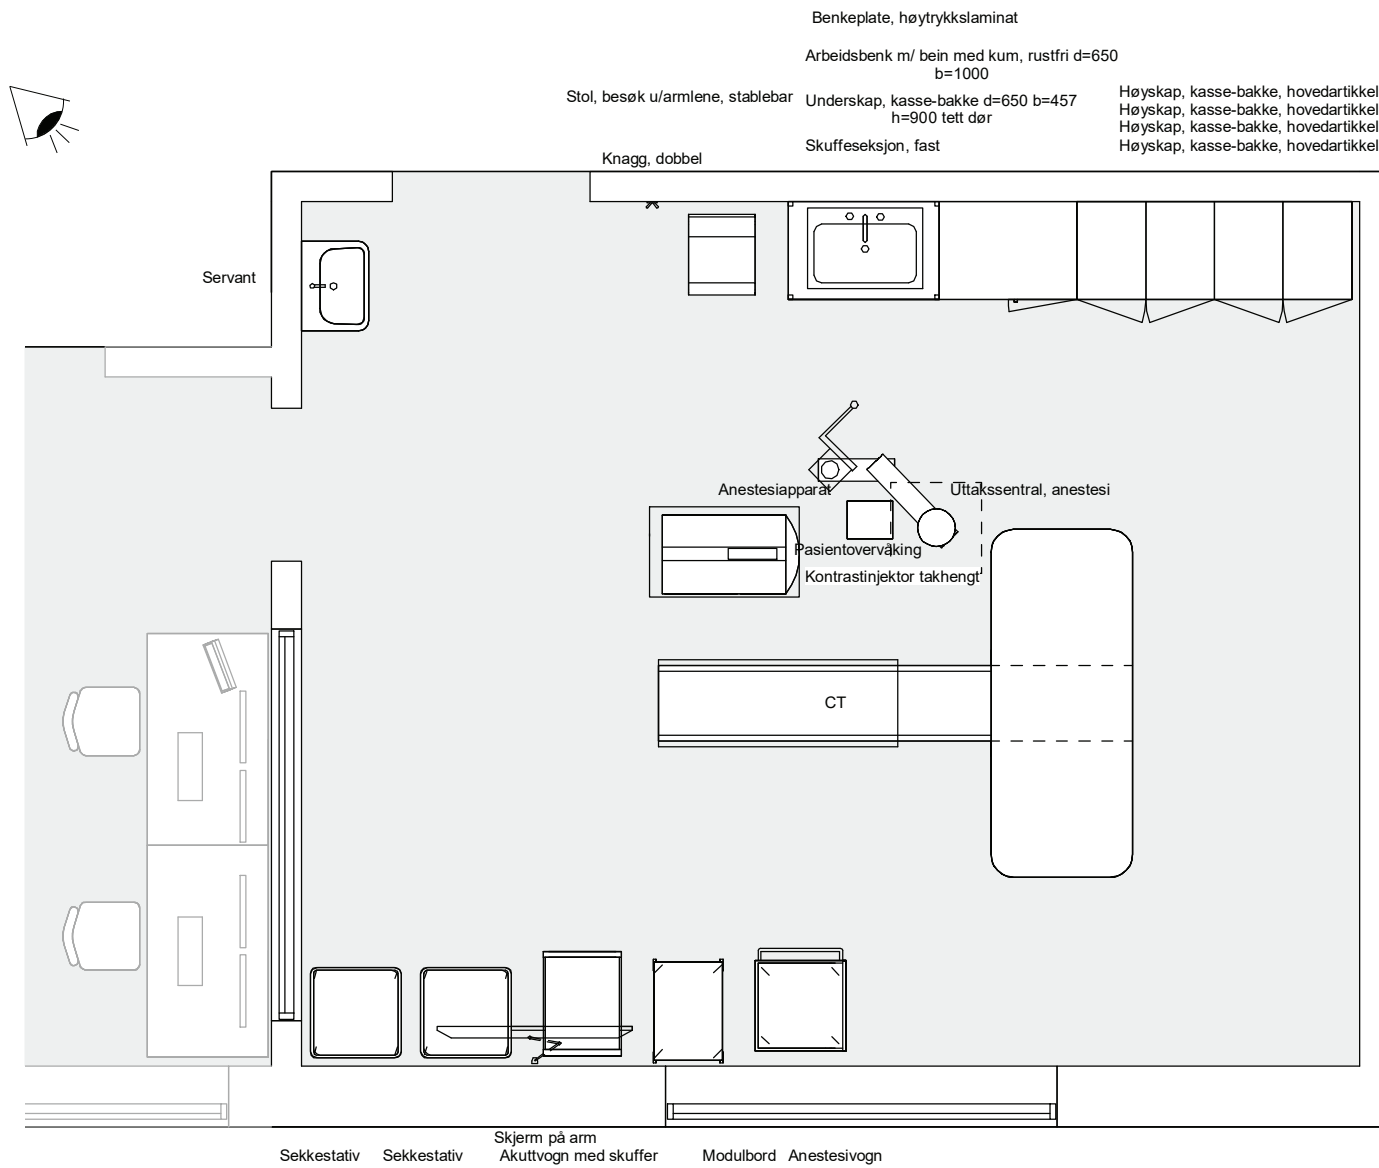 Benkeplate, høytrykkslaminat
Arbeidsbenk m/ bein med kum, rustfri d=650
b=1000
Stol, besøk u/armlene, stablebar
Underskap, kasse-bakke d=650 b=457
h=900 tett dør
Høyskap, kasse-bakke, hovedartikkel
Høyskap, kasse-bakke, hovedartikkel
Høyskap, kasse-bakke, hovedartikkel
Høyskap, kasse-bakke, hovedartikkel
Skuffeseksjon, fast
Knagg, dobbel
Servant
Anestesiapparat
Uttakssentral, anestesi
Pasientovervåking
Kontrastinjektor takhengt
CT
Skjerm på arm
Sekkestativ
Sekkestativ
Akuttvogn med skuffer
Modulbord
Anestesivogn